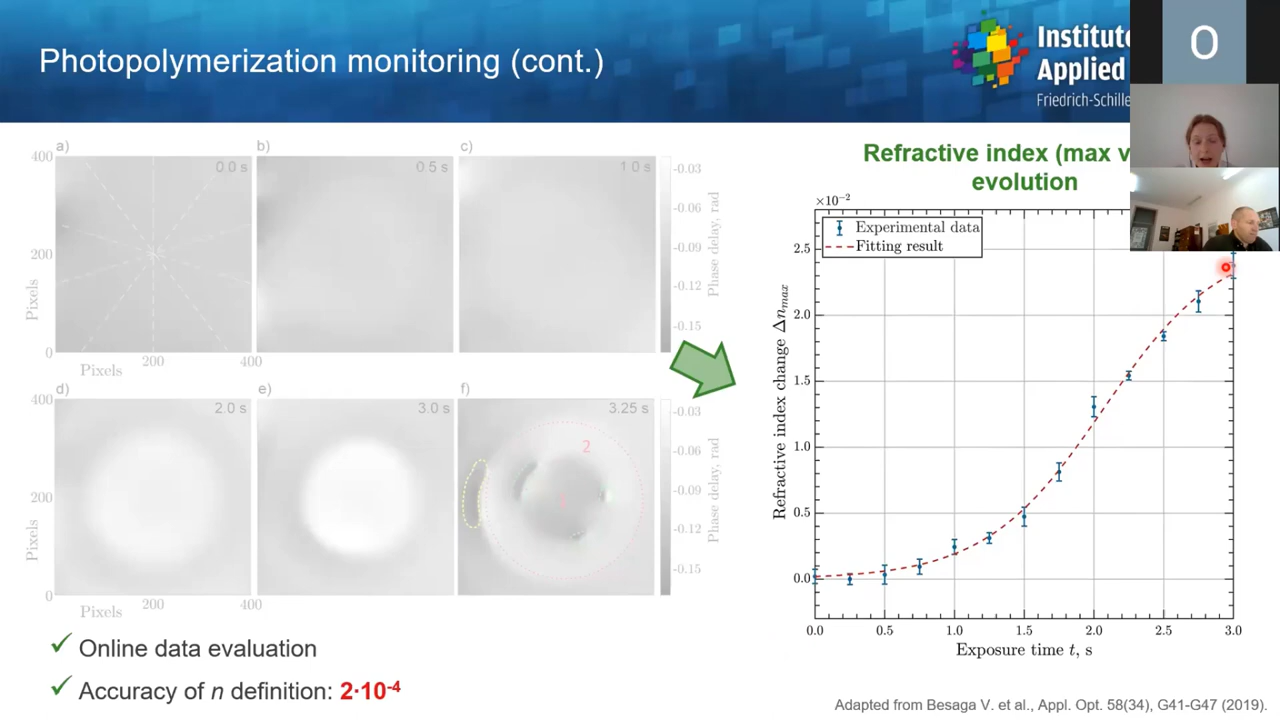 Photopolymerization monitoring (cont.)
Institute
Applied
Friedrich-Schille
O
a)
0.0 s
b)
0.5 s
c)
1.0 s
400
200
0
Pixels
Pixels
200
400
-0.03
-0.06
-0.09
-0.12
-0.15
Phase delay, rad
d)
2.0 s
e)
3.0 s
f)
3.25 s
2
400
200
0
Pixels
Pixels
200
400
-0.03
-0.06
-0.09
-0.12
-0.15
Phase delay, rad
Refractive index (max v
evolution
×10⁻²
Experimental data
Fitting result
2.5
2.0
1.5
1.0
0.5
0.0
Refractive index change Δnmax
0.0 0.5 1.0 1.5 2.0 2.5 3.0
Exposure time t, s
✓ Online data evaluation
✓ Accuracy of n definition: 2·10⁻⁴
Adapted from Besaga V. et al., Appl. Opt. 58(34), G41-G47 (2019).